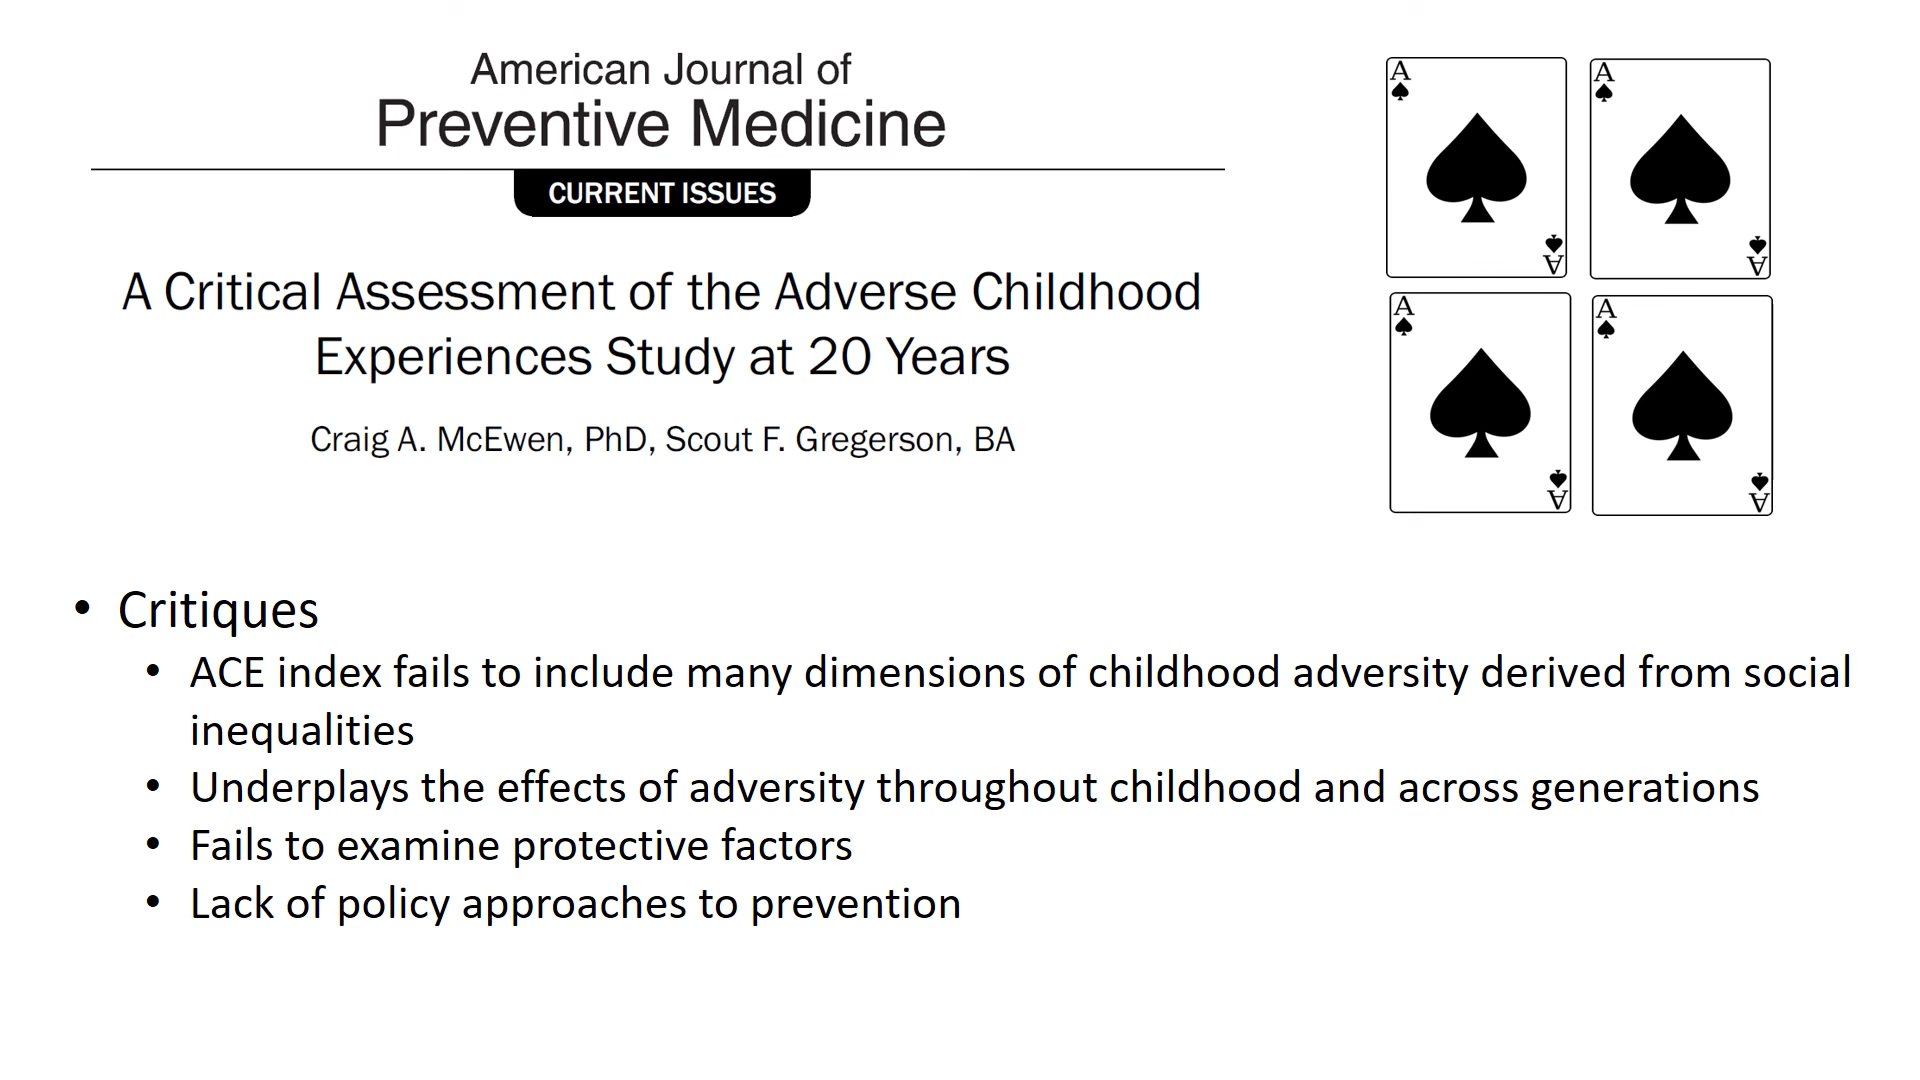 American Journal of
Preventive Medicine
CURRENT ISSUES
A Critical Assessment of the Adverse Childhood
Experiences Study at 20 Years
Craig A. McEwen, PhD, Scout F. Gregerson, BA
A
A
A
A
A
A
A
A
• Critiques
• ACE index fails to include many dimensions of childhood adversity derived from social
inequalities
• Underplays the effects of adversity throughout childhood and across generations
• Fails to examine protective factors
• Lack of policy approaches to prevention